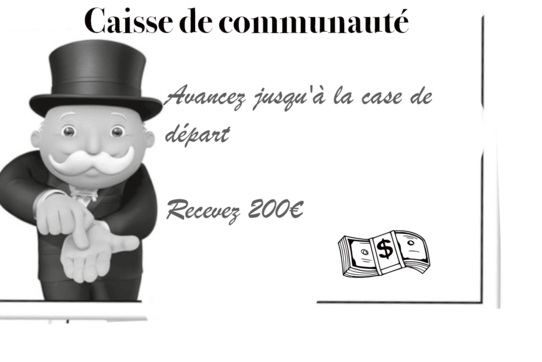 Caisse de communauté
Avancez jusqu'à la case de
départ
Recevez 200€
$